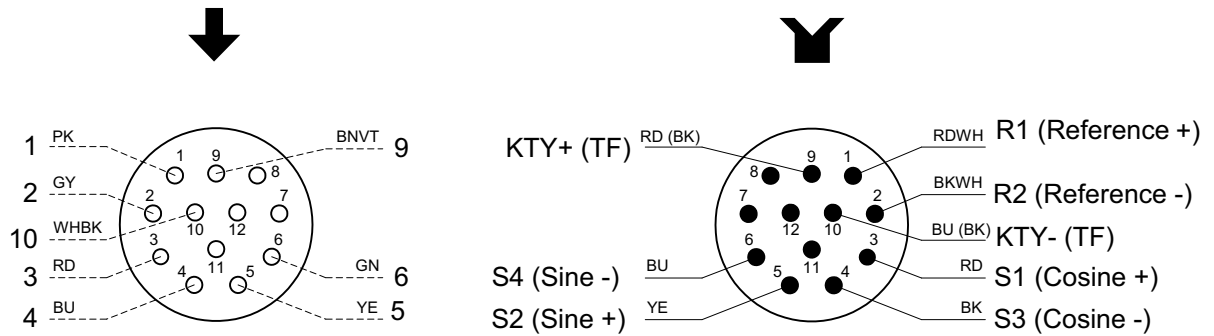 1 PK
BNVT 9
1 9 8
2 GY
2 7
10 WHBK
10 12
3 6
3 RD
11
GN 6
4 5
4 BU
YE 5
KTY+ (TF) RD (BK)
RDWH R1 (Reference +)
9 1
8
BKWH R2 (Reference -)
7 2
12 10
BU (BK) KTY- (TF)
6 3
S4 (Sine -) BU
11
RD S1 (Cosine +)
5 4
S2 (Sine +) YE
BK S3 (Cosine -)